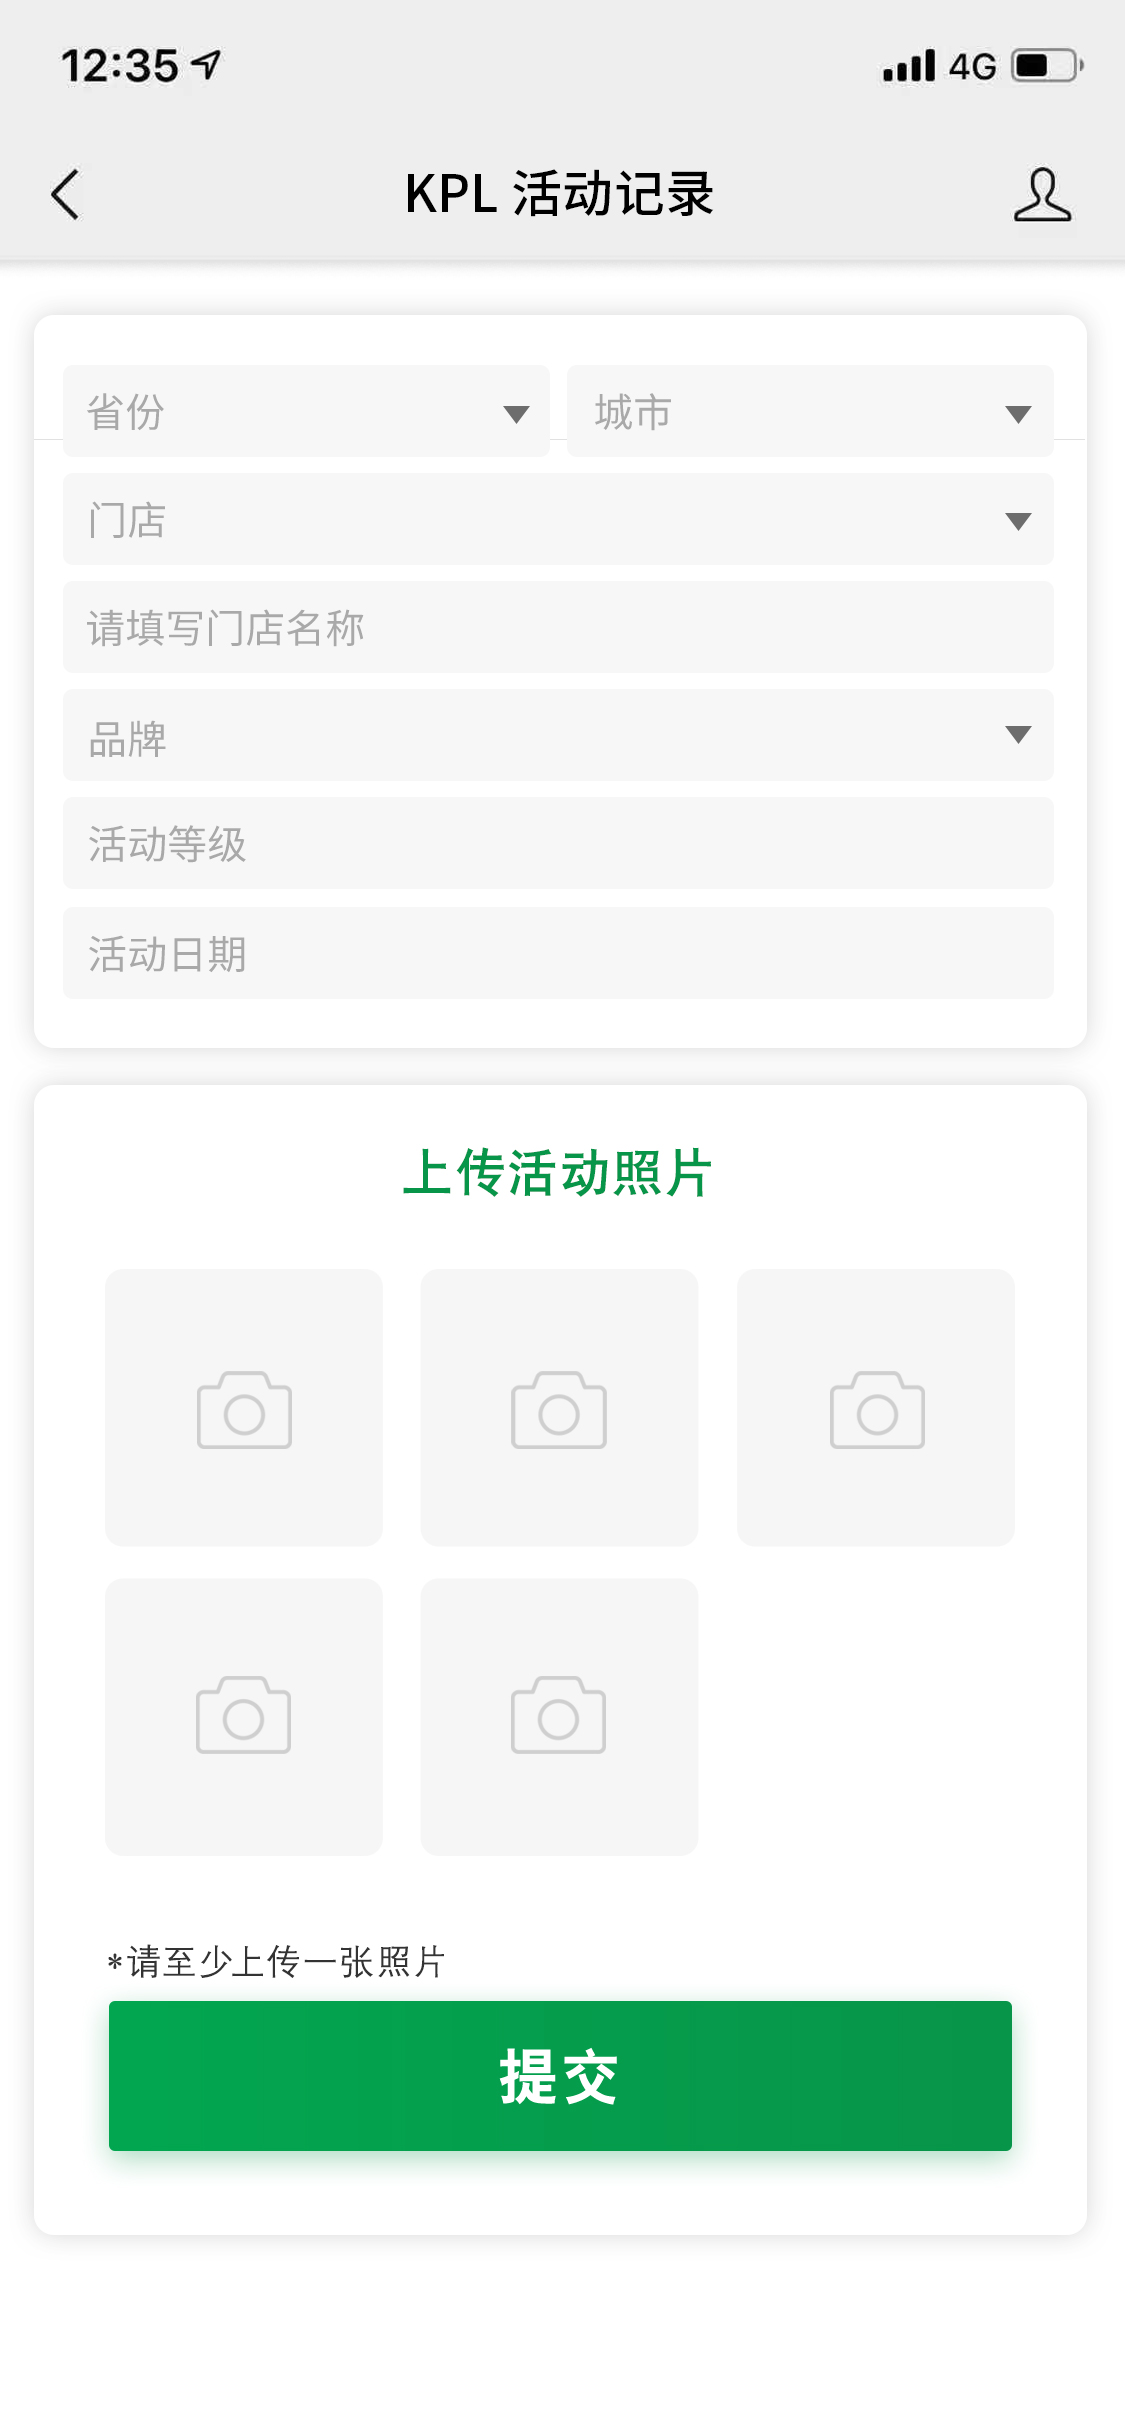 12:35
4G
KPL 活动记录
省份
城市
门店
请填写门店名称
品牌
活动等级
活动日期
上传活动照片
*请至少上传一张照片
提交